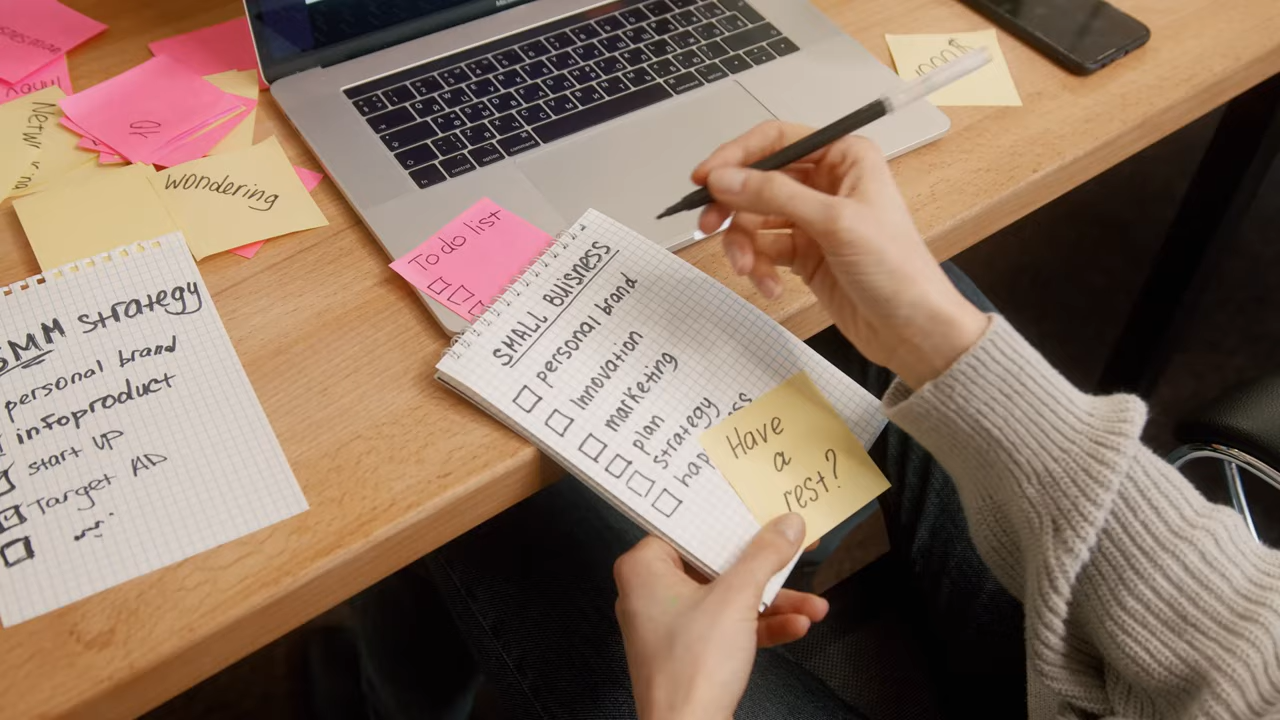 wondering
SMM strategy
personal brand
infoproduct
start UP
Target AD
To do list
SMALL BUISNESS
personal brand
Innovation
marketing
plan
strategy
Have
a
rest?